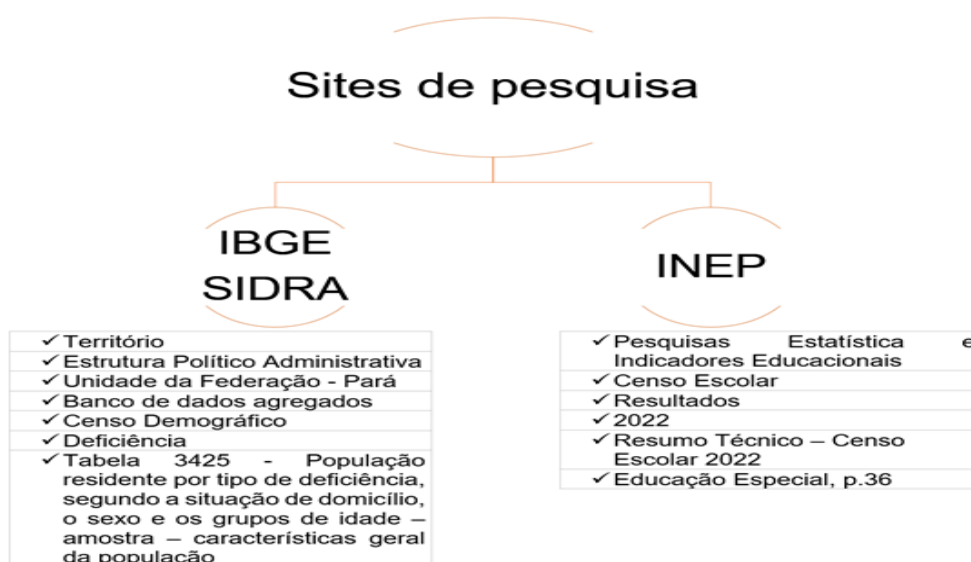 Sites de pesquisa
IBGE
SIDRA
INEP
Território
Estrutura Político Administrativa
Unidade da Federação - Pará
Banco de dados agregados
Censo Demográfico
Deficiência
Tabela 3425 - População
residente por tipo de deficiência,
segundo a situação de domicílio,
o sexo e os grupos de idade –
amostra – características geral
da população
Pesquisas Estatística e
Indicadores Educacionais
Censo Escolar
Resultados
2022
Resumo Técnico – Censo
Escolar 2022
Educação Especial, p.36